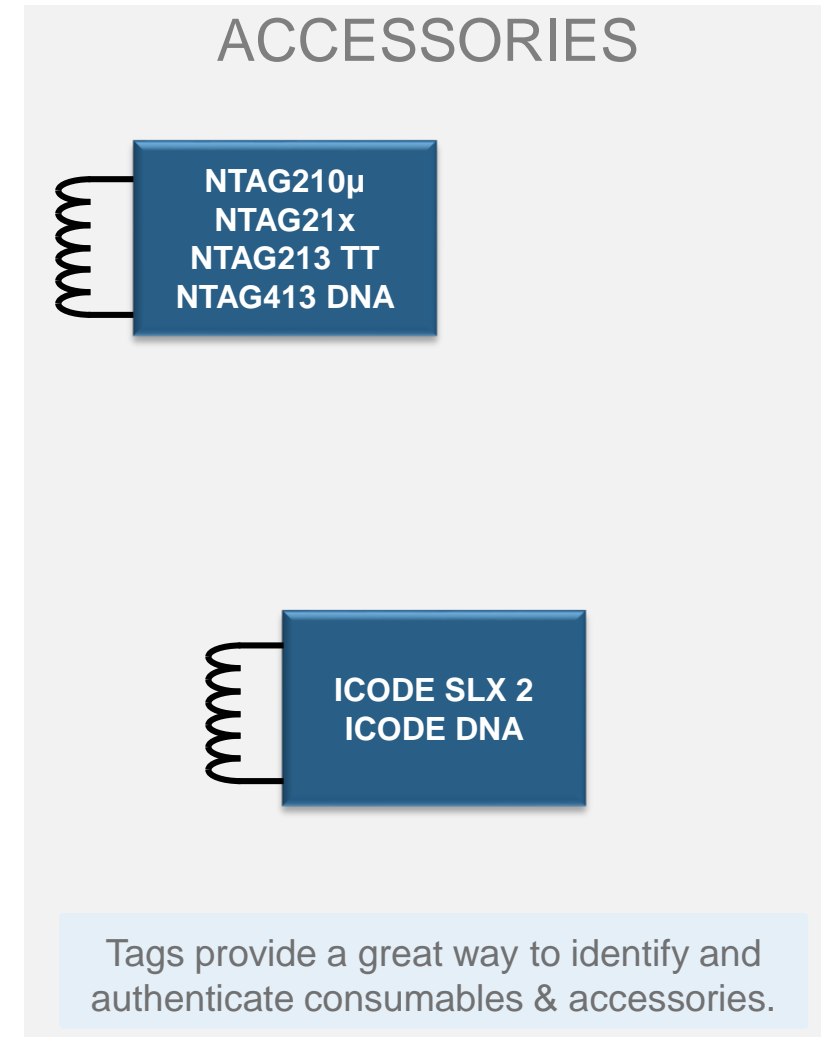 ACCESSORIES
NTAG210µ
NTAG21x
NTAG213 TT
NTAG413 DNA
ICODE SLX 2
ICODE DNA
Tags provide a great way to identify and
authenticate consumables & accessories.